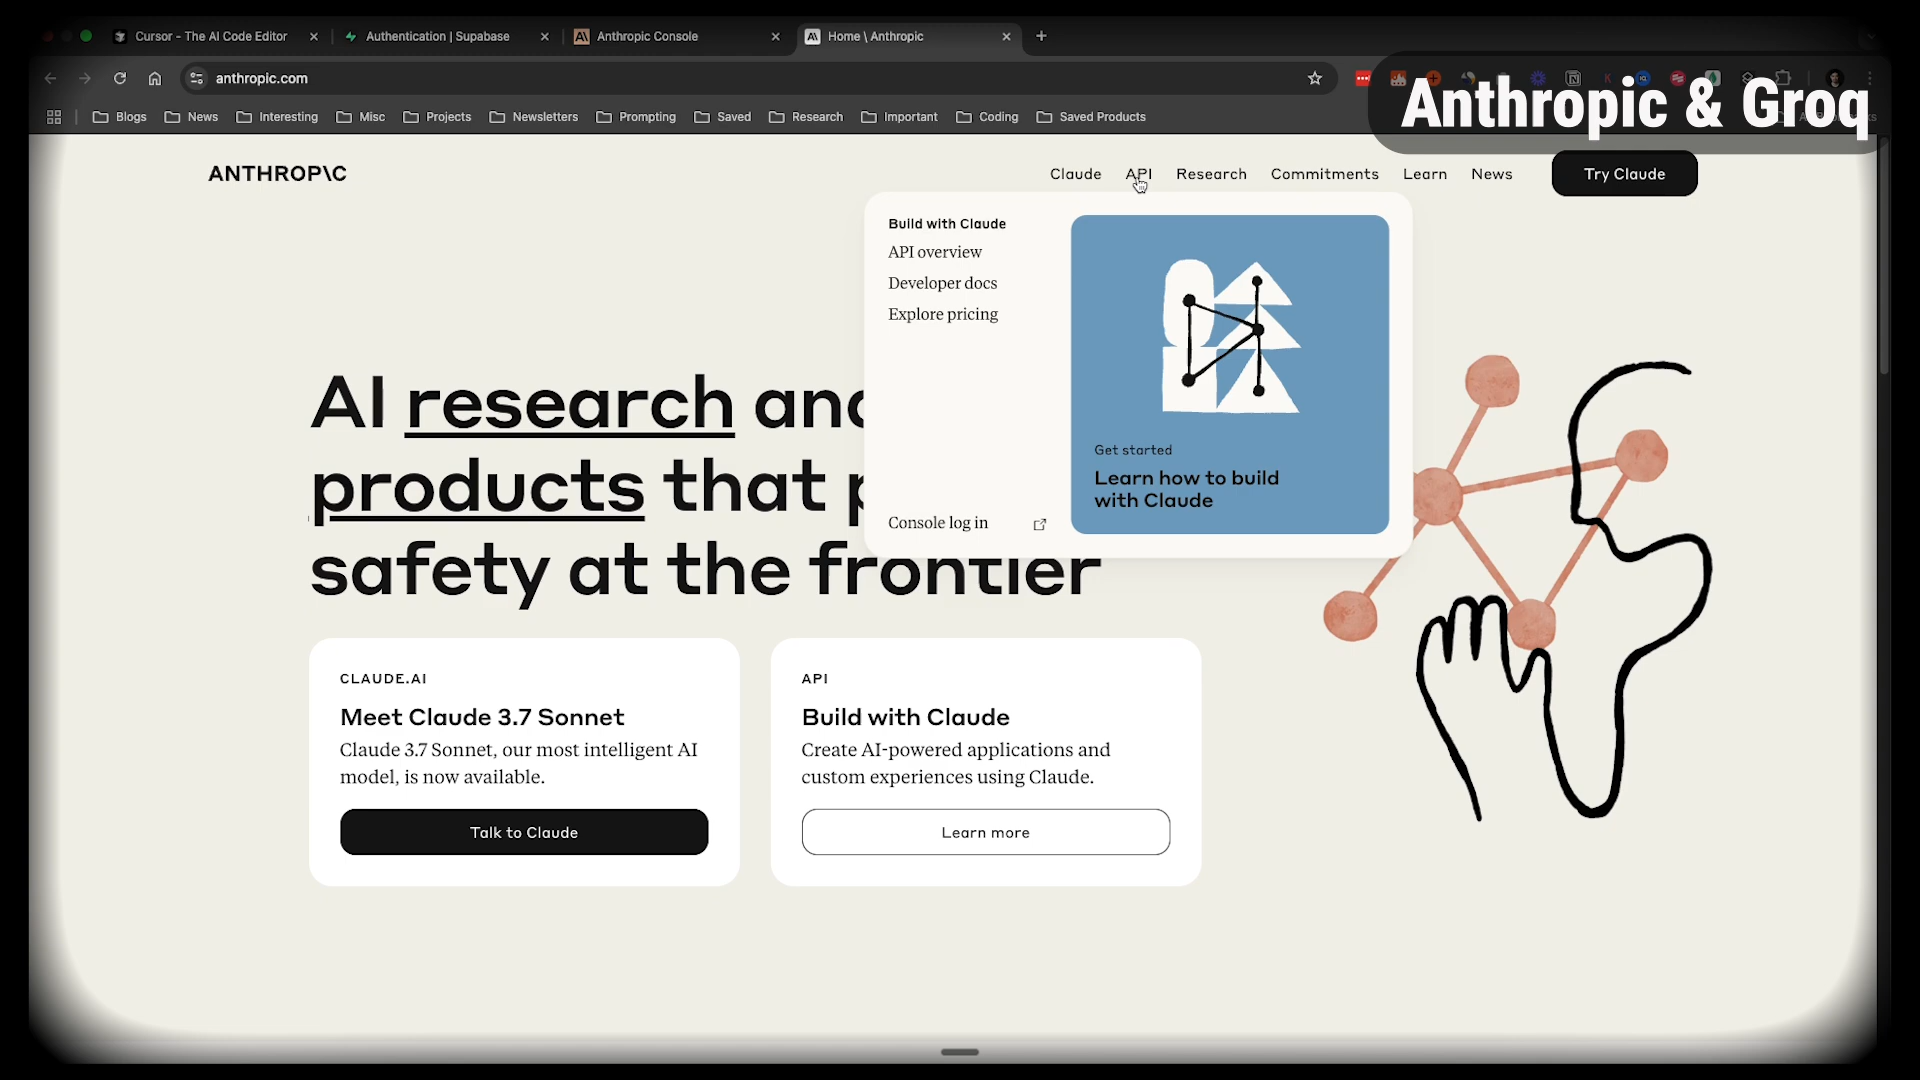 Cursor - The AI Code Editor
Authentication | Supabase
Anthropic Console
Home \ Anthropic
anthropic.com
Anthropic & Groq
Blogs
News
Interesting
Misc
Projects
Newsletters
Prompting
Saved
Research
Important
Coding
Saved Products
ANTHROP\C
Claude
API
Research
Commitments
Learn
News
Try Claude
Build with Claude
API overview
Developer docs
Explore pricing
Console log in
Get started
Learn how to build
with Claude
AI research and
products that
safety at the frontier
CLAUDE.AI
Meet Claude 3.7 Sonnet
Claude 3.7 Sonnet, our most intelligent AI
model, is now available.
Talk to Claude
API
Build with Claude
Create AI-powered applications and
custom experiences using Claude.
Learn more